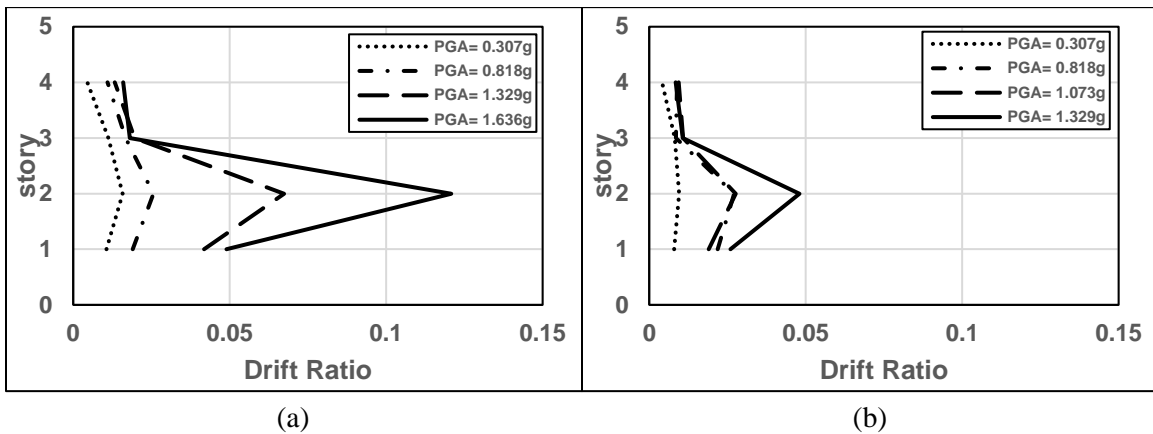 5
4
3
2
1
0
story
0
0.05
0.1
0.15
Drift Ratio
PGA= 0.307g
PGA= 0.818g
PGA= 1.329g
PGA= 1.636g
(a)
5
4
3
2
1
0
story
0
0.05
0.1
0.15
Drift Ratio
PGA= 0.307g
PGA= 0.818g
PGA= 1.073g
PGA= 1.329g
(b)